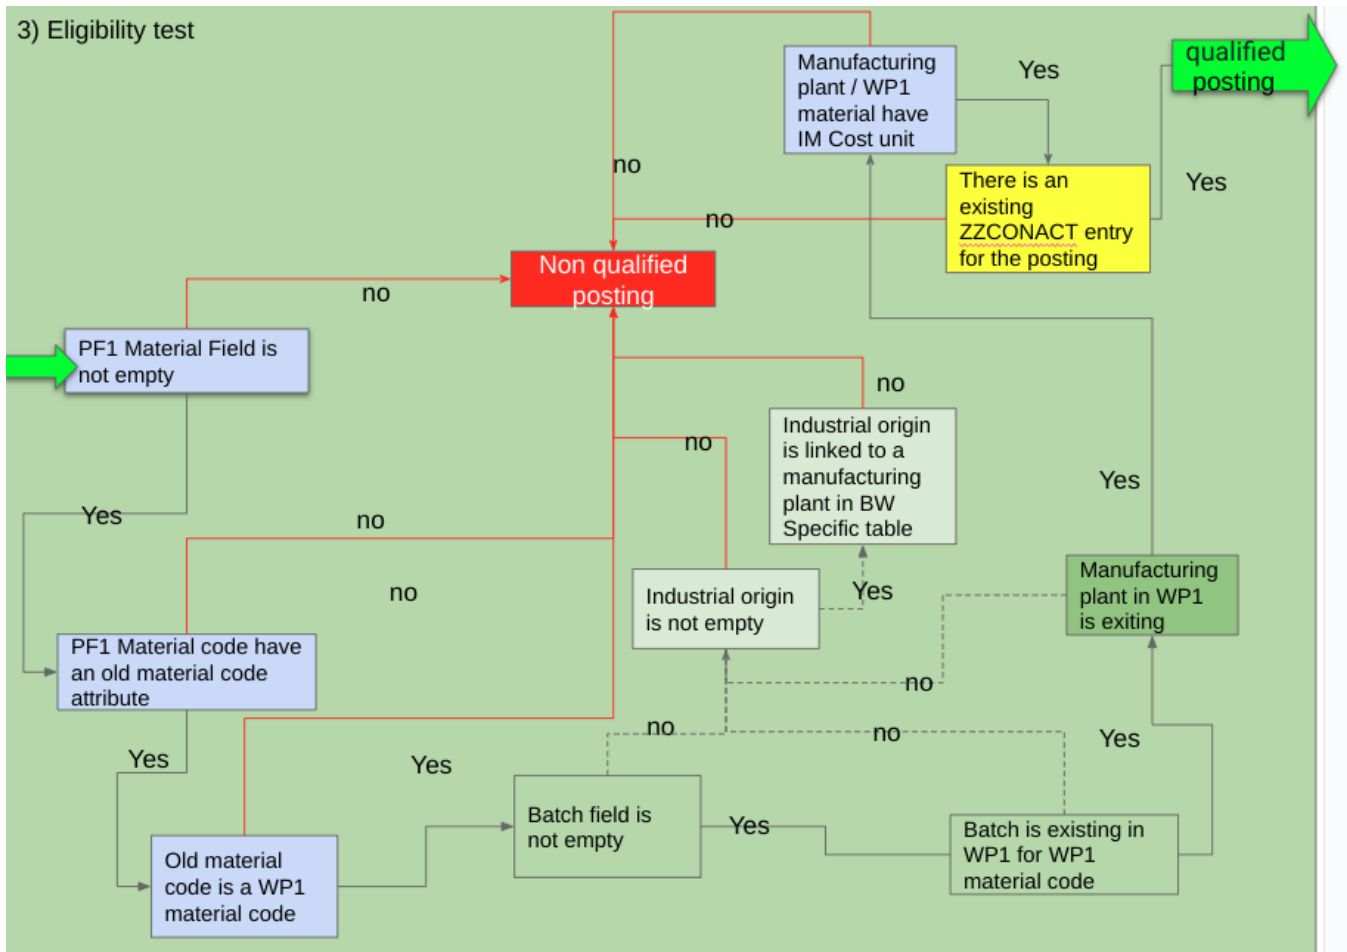 3) Eligibility test
Manufacturing
plant / WP1
material have
IM Cost unit
Yes
qualified
posting
no
There is an
existing
ZZCONACT entry
for the posting
Yes
no
Non qualified
posting
no
PF1 Material Field is
not empty
no
Industrial origin
is linked to a
manufacturing
plant in BW
Specific table
no
Yes
Yes
no
no
Industrial origin
is not empty
Yes
Manufacturing
plant in WP1
is exiting
PF1 Material code have
an old material code
attribute
no
no
no
Yes
Yes
Yes
Batch field is
not empty
Yes
Batch is existing in
WP1 for WP1
material code
Old material
code is a WP1
material code